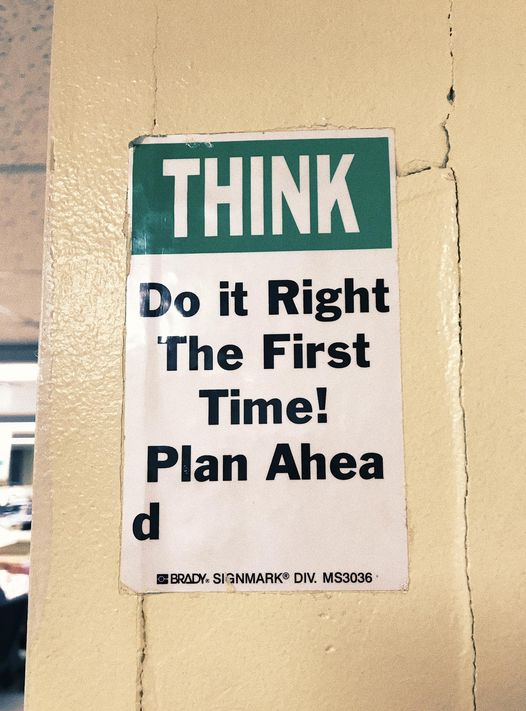 THINK
Do it Right
The First
Time!
Plan Ahea
d
BRADY® SIGNMARK® DIV. MS3036